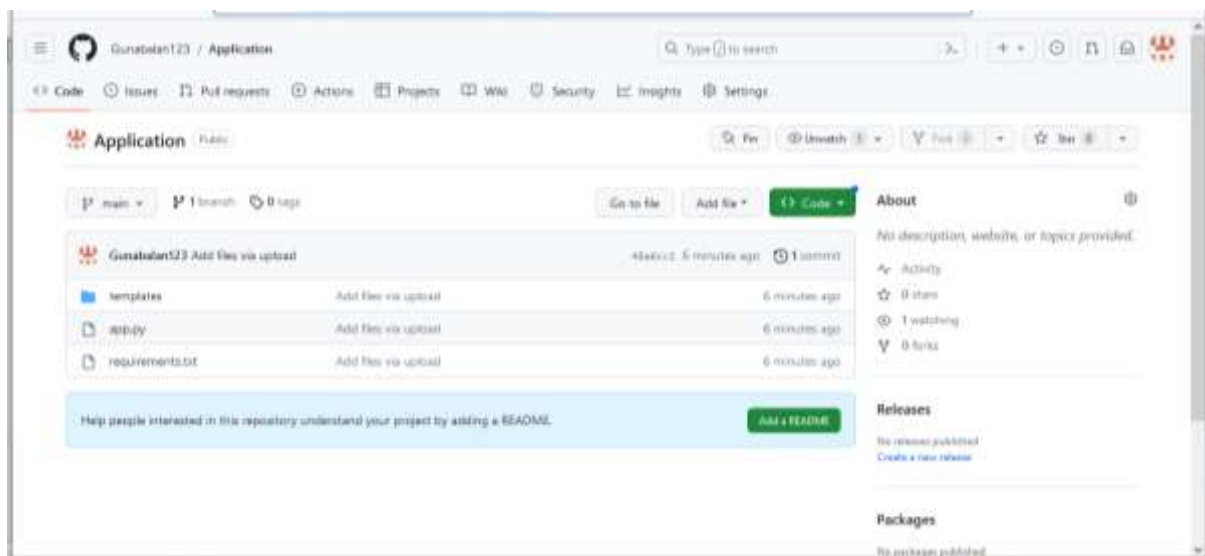 Gunabalan123 / Application
Type / to search
Code Issues Pull requests Actions Projects Wiki Security Insights Settings
Application Public
Pin Unwatch 1 Fork 0 Star 0
main 1 branch 0 tags
Go to file Add file Code
Gunabalan123 Add files via upload
6 minutes ago 1 commit
templates Add files via upload 6 minutes ago
app.py Add files via upload 6 minutes ago
requirements.txt Add files via upload 6 minutes ago
Help people interested in this repository understand your project by adding a README.
Add a README
About
No description, website, or topics provided.
Activity
0 stars
1 watching
0 forks
Releases
No releases published
Create a new release
Packages
No packages published